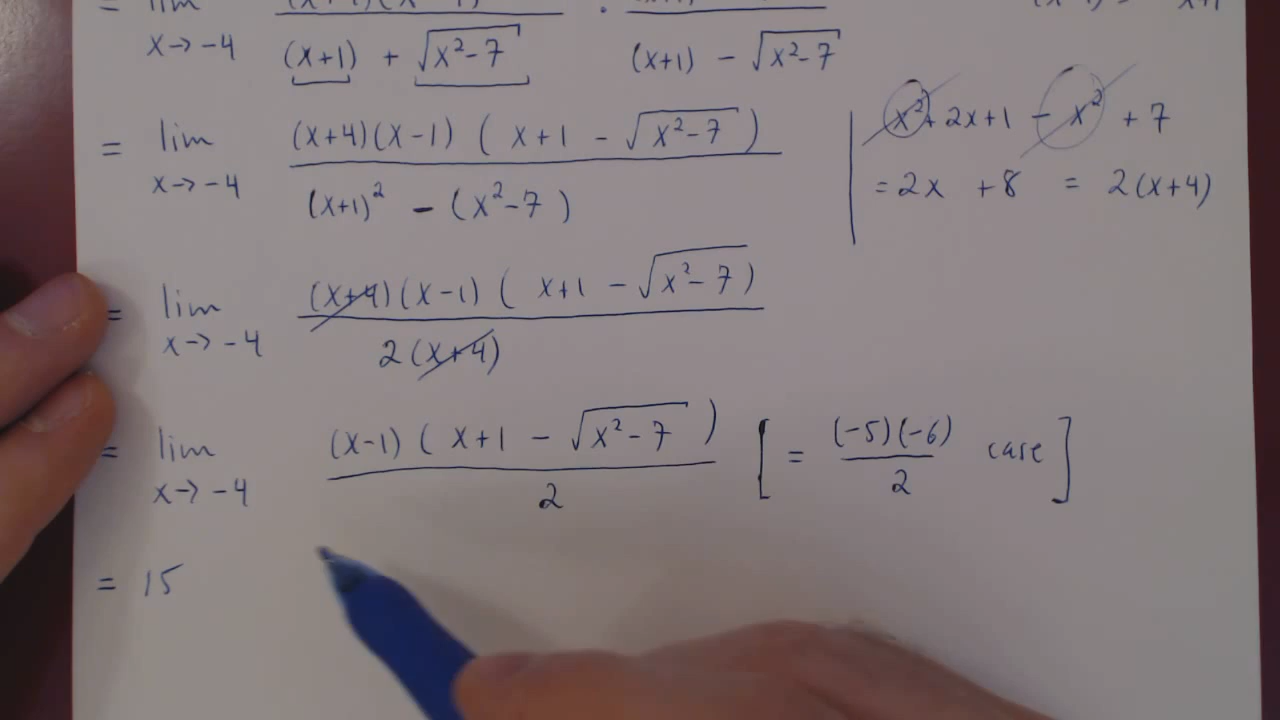 = lim x→-4 / (x+1) + √(x²-7) · / (x+1) - √(x²-7)
= lim x→-4 (x+4)(x-1) ( x+1 - √(x²-7) ) / (x+1)² - (x²-7)
x² + 2x+1 - x² + 7
= 2x +8 = 2(x+4)
= lim x→-4 (x+4)(x-1) ( x+1 - √(x²-7) ) / 2(x+4)
= lim x→-4 (x-1) ( x+1 - √(x²-7) ) / 2 [ = (-5)(-6) / 2 case ]
= 15